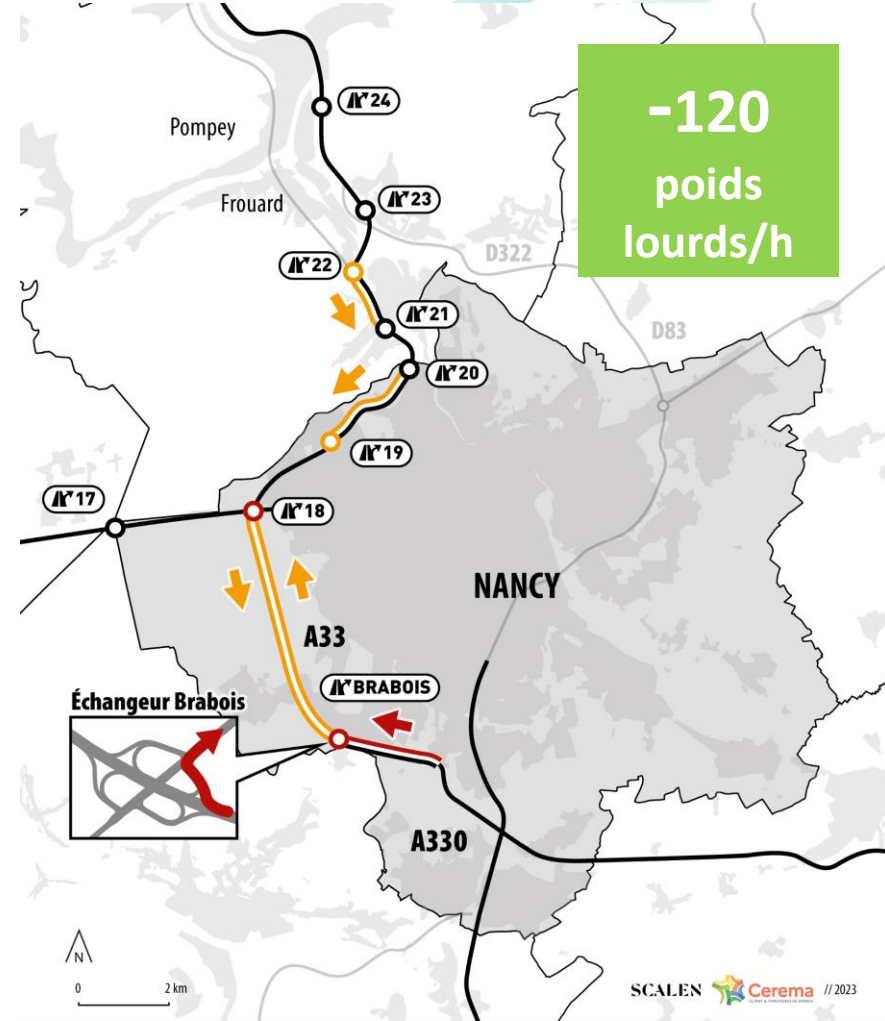 -120
poids
lourds/h
24
Pompey
23
Frouard
22
D322
21
D83
20
19
17
18
NANCY
A33
BRABOIS
Échangeur Brabois
A330
N
0 2 km
SCALEN Cerema // 2023